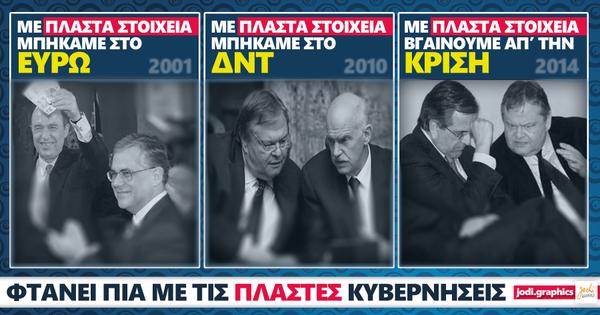 ΜΕ ΠΛΑΣΤΑ ΣΤΟΙΧΕΙΑ
ΜΠΗΚΑΜΕ ΣΤΟ
ΕΥΡΩ
2001
ΜΕ ΠΛΑΣΤΑ ΣΤΟΙΧΕΙΑ
ΜΠΗΚΑΜΕ ΣΤΟ
ΔΝΤ
2010
ΜΕ ΠΛΑΣΤΑ ΣΤΟΙΧΕΙΑ
ΒΓΑΙΝΟΥΜΕ ΑΠ’ ΤΗΝ
ΚΡΙΣΗ
2014
ΦΤΑΝΕΙ ΠΙΑ ΜΕ ΤΙΣ ΠΛΑΣΤΕΣ ΚΥΒΕΡΝΗΣΕΙΣ
jodi.graphics
jodi